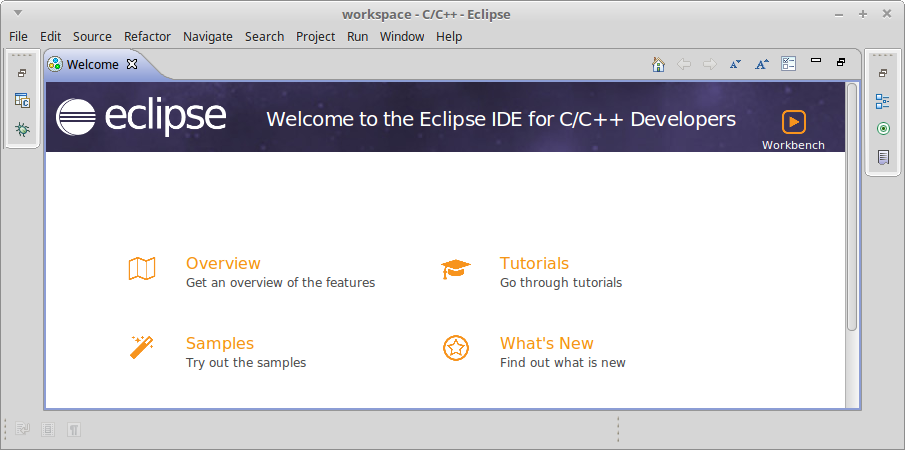 workspace - C/C++ - Eclipse
File Edit Source Refactor Navigate Search Project Run Window Help
Welcome
eclipse
Welcome to the Eclipse IDE for C/C++ Developers
Workbench
Overview
Get an overview of the features
Tutorials
Go through tutorials
Samples
Try out the samples
What's New
Find out what is new